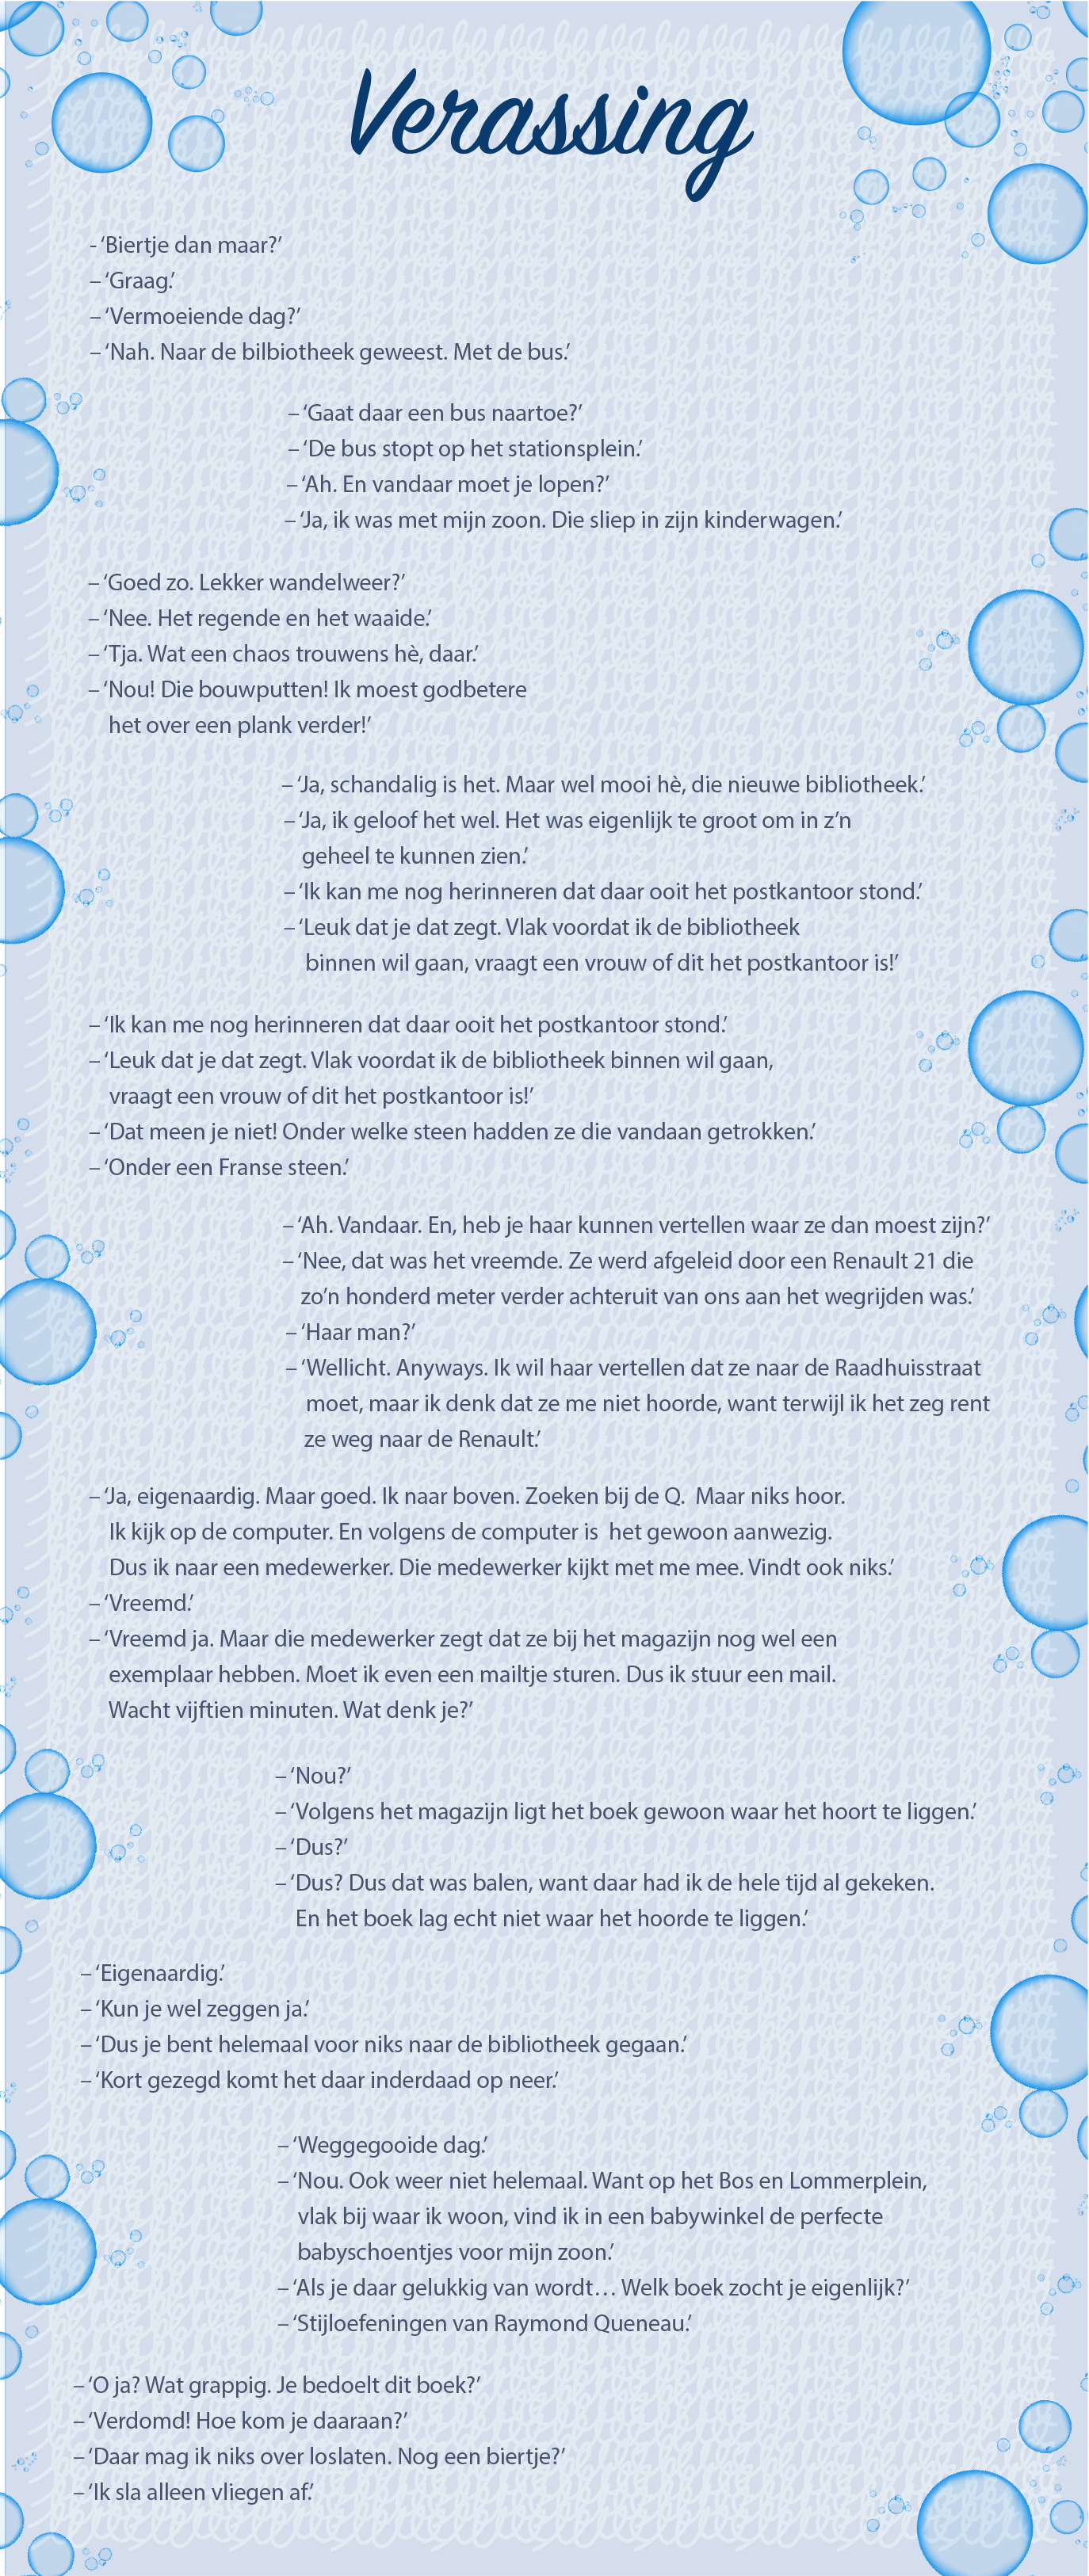 Verassing
- ‘Biertje dan maar?’
– ‘Graag.’
– ‘Vermoeiende dag?’
– ‘Nah. Naar de bilbiotheek geweest. Met de bus.’
– ‘Gaat daar een bus naartoe?’
– ‘De bus stopt op het stationsplein.’
– ‘Ah. En vandaar moet je lopen?’
– ‘Ja, ik was met mijn zoon. Die sliep in zijn kinderwagen.’
– ‘Goed zo. Lekker wandelweer?’
– ‘Nee. Het regende en het waaide.’
– ‘Tja. Wat een chaos trouwens hè, daar.’
– ‘Nou! Die bouwputten! Ik moest godbetere
het over een plank verder!’
– ‘Ja, schandalig is het. Maar wel mooi hè, die nieuwe bibliotheek.’
– ‘Ja, ik geloof het wel. Het was eigenlijk te groot om in z’n
geheel te kunnen zien.’
– ‘Ik kan me nog herinneren dat daar ooit het postkantoor stond.’
– ‘Leuk dat je dat zegt. Vlak voordat ik de bibliotheek
binnen wil gaan, vraagt een vrouw of dit het postkantoor is!’
– ‘Ik kan me nog herinneren dat daar ooit het postkantoor stond.’
– ‘Leuk dat je dat zegt. Vlak voordat ik de bibliotheek binnen wil gaan,
vraagt een vrouw of dit het postkantoor is!’
– ‘Dat meen je niet! Onder welke steen hadden ze die vandaan getrokken.’
– ‘Onder een Franse steen.’
– ‘Ah. Vandaar. En, heb je haar kunnen vertellen waar ze dan moest zijn?’
– ‘Nee, dat was het vreemde. Ze werd afgeleid door een Renault 21 die
zo’n honderd meter verder achteruit van ons aan het wegrijden was.’
– ‘Haar man?’
– ‘Wellicht. Anyways. Ik wil haar vertellen dat ze naar de Raadhuisstraat
moet, maar ik denk dat ze me niet hoorde, want terwijl ik het zeg rent
ze weg naar de Renault.’
– ‘Ja, eigenaardig. Maar goed. Ik naar boven. Zoeken bij de Q. Maar niks hoor.
Ik kijk op de computer. En volgens de computer is het gewoon aanwezig.
Dus ik naar een medewerker. Die medewerker kijkt met me mee. Vindt ook niks.’
– ‘Vreemd.’
– ‘Vreemd ja. Maar die medewerker zegt dat ze bij het magazijn nog wel een
exemplaar hebben. Moet ik even een mailtje sturen. Dus ik stuur een mail.
Wacht vijftien minuten. Wat denk je?’
– ‘Nou?’
– ‘Volgens het magazijn ligt het boek gewoon waar het hoort te liggen.’
– ‘Dus?’
– ‘Dus? Dus dat was balen, want daar had ik de hele tijd al gekeken.
En het boek lag echt niet waar het hoorde te liggen.’
– ‘Eigenaardig.’
– ‘Kun je wel zeggen ja.’
– ‘Dus je bent helemaal voor niks naar de bibliotheek gegaan.’
– ‘Kort gezegd komt het daar inderdaad op neer.’
– ‘Weggegooide dag.’
– ‘Nou. Ook weer niet helemaal. Want op het Bos en Lommerplein,
vlak bij waar ik woon, vind ik in een babywinkel de perfecte
babyschoentjes voor mijn zoon.’
– ‘Als je daar gelukkig van wordt… Welk boek zocht je eigenlijk?’
– ‘Stijloefeningen van Raymond Queneau.’
– ‘O ja? Wat grappig. Je bedoelt dit boek?’
– ‘Verdomd! Hoe kom je daaraan?’
– ‘Daar mag ik niks over loslaten. Nog een biertje?’
– ‘Ik sla alleen vliegen af.’